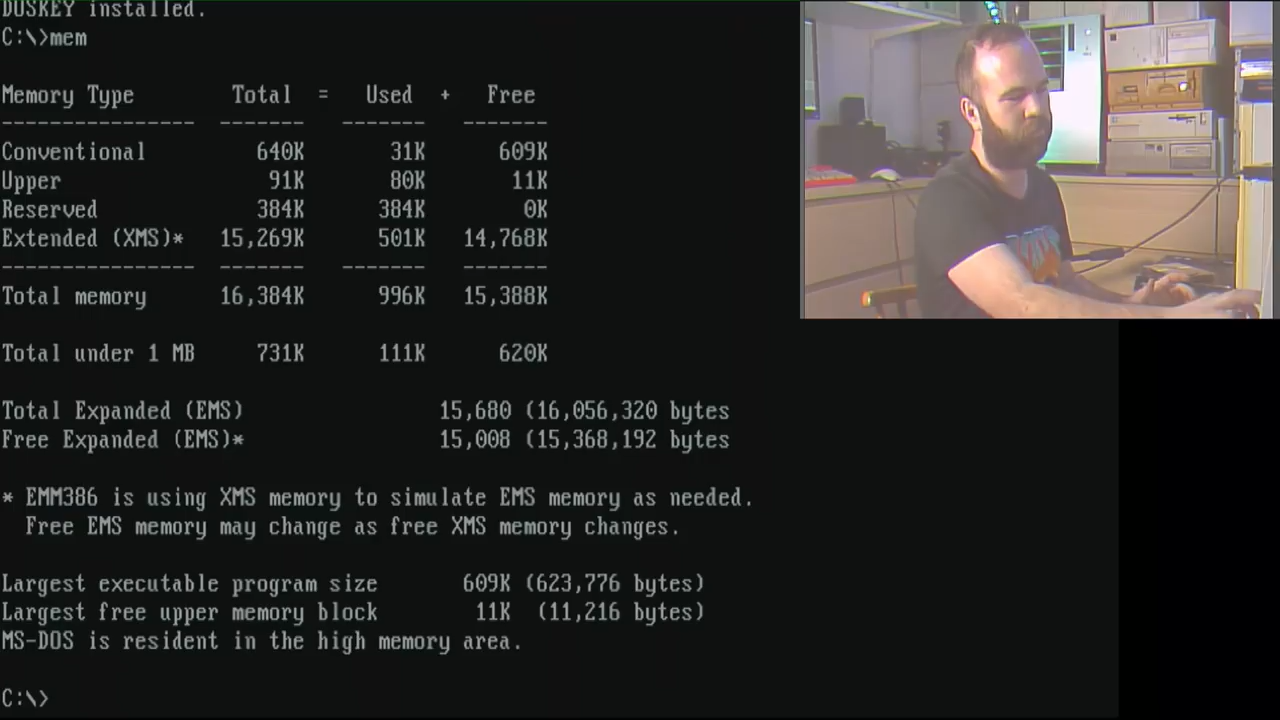 DOSKEY installed.
C:\>mem
Memory Type Total = Used + Free
---------------- ------- ------- -------
Conventional 640K 31K 609K
Upper 91K 80K 11K
Reserved 384K 384K 0K
Extended (XMS)* 15,269K 501K 14,768K
---------------- ------- ------- -------
Total memory 16,384K 996K 15,388K
Total under 1 MB 731K 111K 620K
Total Expanded (EMS) 15,680 (16,056,320 bytes
Free Expanded (EMS)* 15,008 (15,368,192 bytes
* EMM386 is using XMS memory to simulate EMS memory as needed.
Free EMS memory may change as free XMS memory changes.
Largest executable program size 609K (623,776 bytes)
Largest free upper memory block 11K (11,216 bytes)
MS-DOS is resident in the high memory area.
C:\>